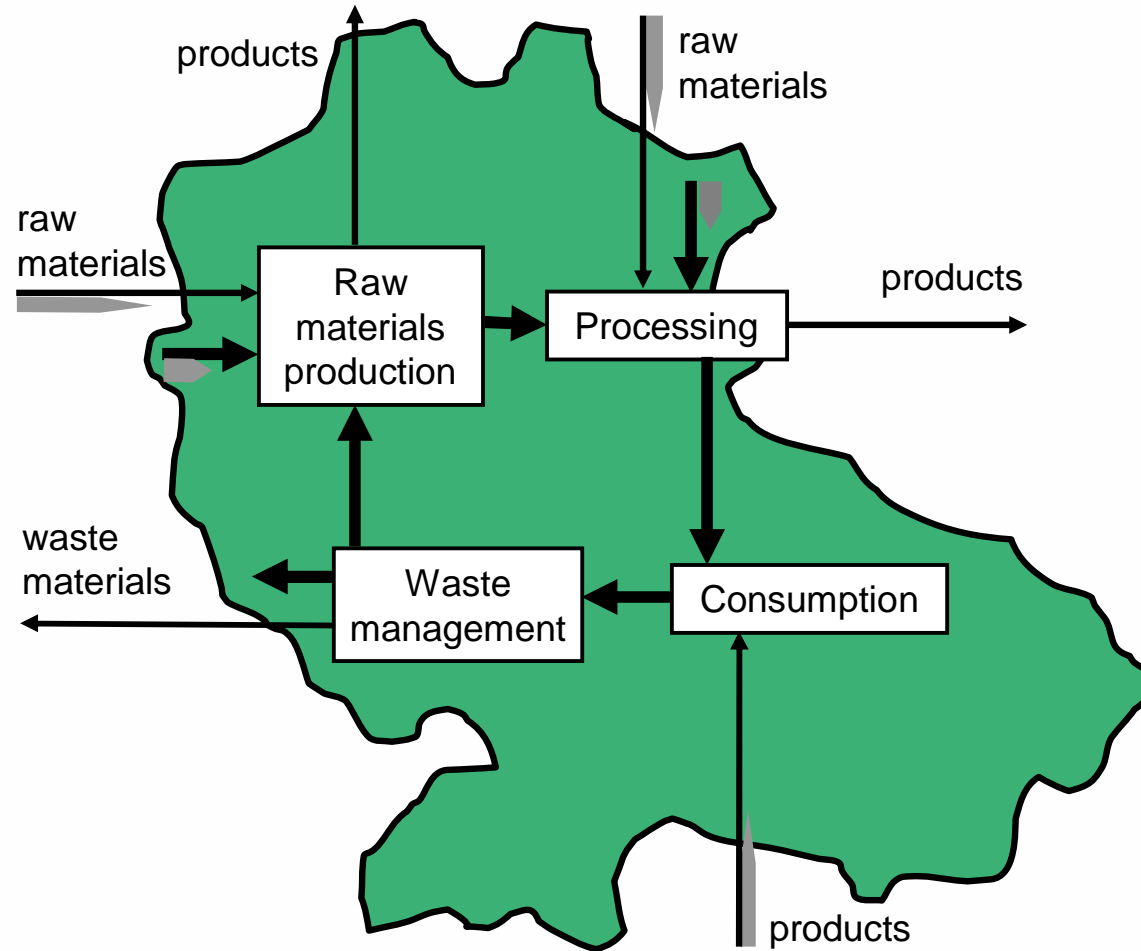 products
raw
materials
raw
materials
Raw
materials
production
Processing
products
waste
materials
Waste
management
Consumption
products